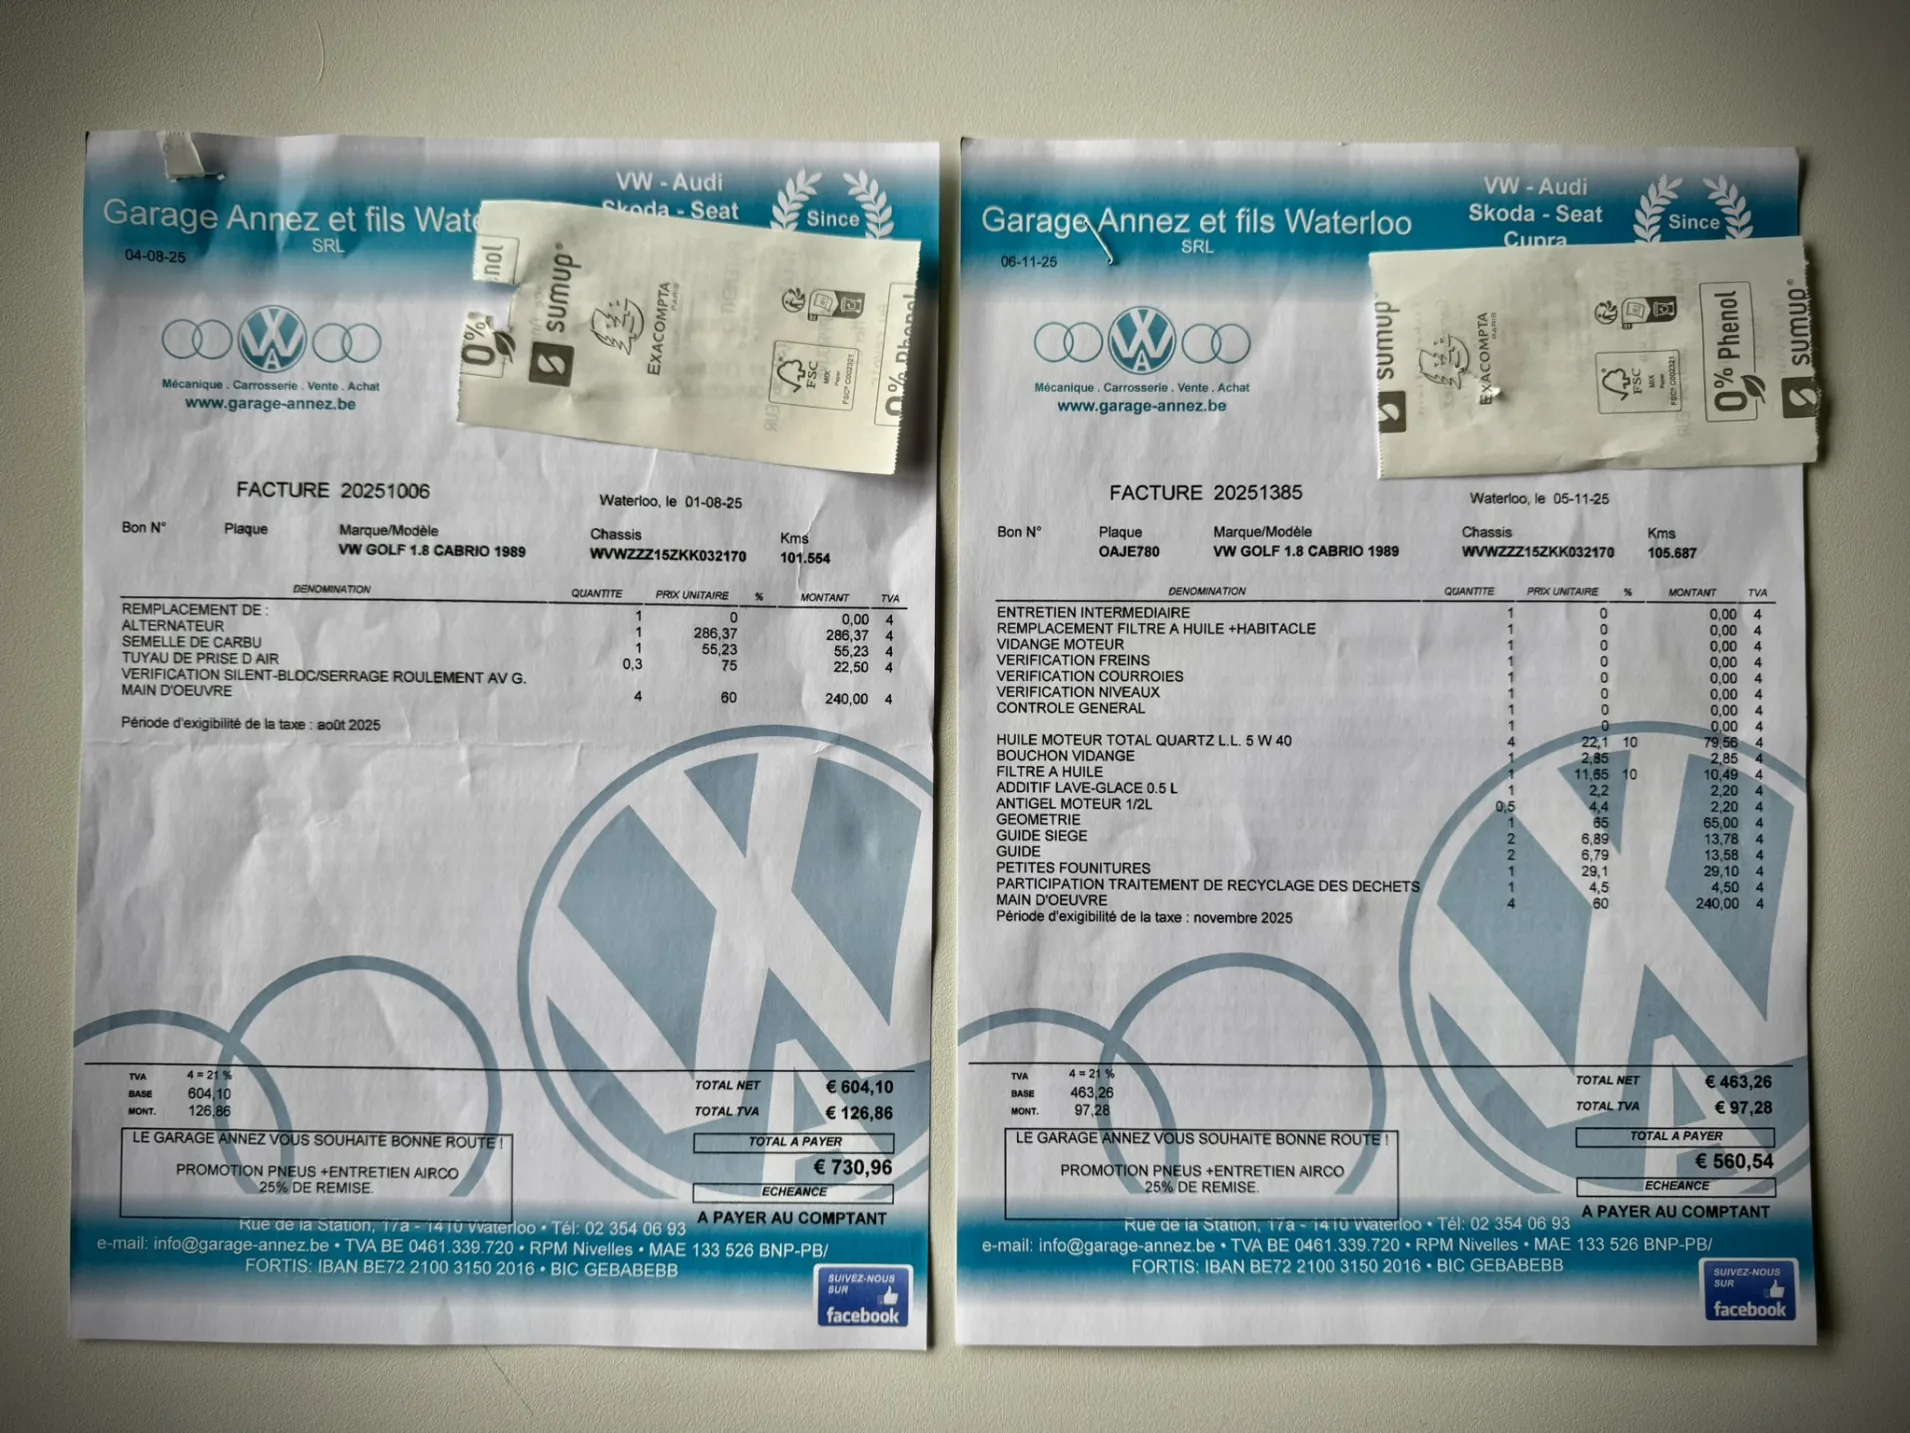 VW - Audi
Skoda - Seat
Since
Garage Annez et fils Wate
SRL
04-08-25
0% nol
sumup®
EXACOMPTA
PARIS
FSC
MIX
Paper
FSC® C002321
0% Phenol
Mécanique . Carrosserie . Vente . Achat
www.garage-annez.be
FACTURE 20251006
Waterloo, le 01-08-25
Bon N° Plaque Marque/Modèle Chassis Kms
VW GOLF 1.8 CABRIO 1989 WVWZZZ15ZKK032170 101.554
DENOMINATION QUANTITE PRIX UNITAIRE % MONTANT TVA
REMPLACEMENT DE : 1 0 0,00 4
ALTERNATEUR 1 286,37 286,37 4
SEMELLE DE CARBU 1 55,23 55,23 4
TUYAU DE PRISE D AIR 0,3 75 22,50 4
VERIFICATION SILENT-BLOC/SERRAGE ROULEMENT AV G.
MAIN D'OEUVRE 4 60 240,00 4
Période d'exigibilité de la taxe : août 2025
TVA 4 = 21 %
BASE 604,10
MONT. 126,86
TOTAL NET € 604,10
TOTAL TVA € 126,86
TOTAL A PAYER
€ 730,96
ECHEANCE
A PAYER AU COMPTANT
LE GARAGE ANNEZ VOUS SOUHAITE BONNE ROUTE !
PROMOTION PNEUS +ENTRETIEN AIRCO
25% DE REMISE.
Rue de la Station, 17a - 1410 Waterloo • Tél: 02 354 06 93
e-mail: info@garage-annez.be • TVA BE 0461.339.720 • RPM Nivelles • MAE 133 526 BNP-PB/
FORTIS: IBAN BE72 2100 3150 2016 • BIC GEBABEBB
SUIVEZ-NOUS
SUR
facebook
VW - Audi
Skoda - Seat
Cupra
Since
Garage Annez et fils Waterloo
SRL
06-11-25
sumup®
EXACOMPTA
PARIS
FSC
MIX
Paper
FSC® C002321
0% Phenol
sumup®
Mécanique . Carrosserie . Vente . Achat
www.garage-annez.be
FACTURE 20251385
Waterloo, le 05-11-25
Bon N° Plaque Marque/Modèle Chassis Kms
OAJE780 VW GOLF 1.8 CABRIO 1989 WVWZZZ15ZKK032170 105.687
DENOMINATION QUANTITE PRIX UNITAIRE % MONTANT TVA
ENTRETIEN INTERMEDIAIRE 1 0 0,00 4
REMPLACEMENT FILTRE A HUILE +HABITACLE 1 0 0,00 4
VIDANGE MOTEUR 1 0 0,00 4
VERIFICATION FREINS 1 0 0,00 4
VERIFICATION COURROIES 1 0 0,00 4
VERIFICATION NIVEAUX 1 0 0,00 4
CONTROLE GENERAL 1 0 0,00 4
1 0 0,00 4
HUILE MOTEUR TOTAL QUARTZ L.L. 5 W 40 4 22,1 10 79,56 4
BOUCHON VIDANGE 1 2,85 2,85 4
FILTRE A HUILE 1 11,65 10 10,49 4
ADDITIF LAVE-GLACE 0.5 L 1 2,2 2,20 4
ANTIGEL MOTEUR 1/2L 0,5 4,4 2,20 4
GEOMETRIE 1 65 65,00 4
GUIDE SIEGE 2 6,89 13,78 4
GUIDE 2 6,79 13,58 4
PETITES FOUNITURES 1 29,1 29,10 4
PARTICIPATION TRAITEMENT DE RECYCLAGE DES DECHETS 1 4,5 4,50 4
MAIN D'OEUVRE 4 60 240,00 4
Période d'exigibilité de la taxe : novembre 2025
TVA 4 = 21 %
BASE 463,26
MONT. 97,28
TOTAL NET € 463,26
TOTAL TVA € 97,28
TOTAL A PAYER
€ 560,54
ECHEANCE
A PAYER AU COMPTANT
LE GARAGE ANNEZ VOUS SOUHAITE BONNE ROUTE !
PROMOTION PNEUS +ENTRETIEN AIRCO
25% DE REMISE.
Rue de la Station, 17a - 1410 Waterloo • Tél: 02 354 06 93
e-mail: info@garage-annez.be • TVA BE 0461.339.720 • RPM Nivelles • MAE 133 526 BNP-PB/
FORTIS: IBAN BE72 2100 3150 2016 • BIC GEBABEBB
SUIVEZ-NOUS
SUR
facebook